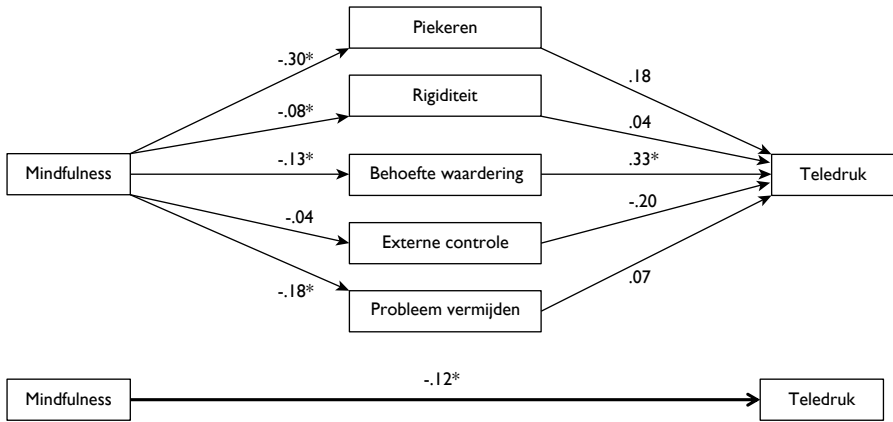 Piekeren
-.30*
.18
Rigiditeit
-.08*
.04
Mindfulness
-.13*
Behoefte waardering
.33*
Teledruk
-.04
Externe controle
-.20
-.18*
Probleem vermijden
.07
-.12*
Mindfulness
Teledruk